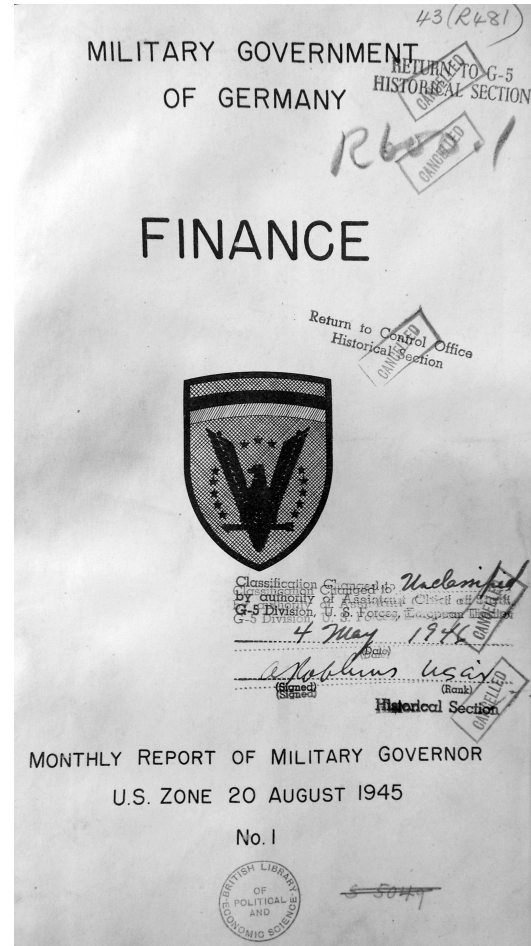 43 (R481)
MILITARY GOVERNMENT
OF GERMANY
RETURN TO G-5
HISTORICAL SECTION
CANCELLED
CANCELLED
FINANCE
Return to Control Office
Historical Section
CANCELLED
Classification Changed to Unclassified
by authority of Assistant Chief of Staff
G-5 Division, U. S. Forces, European Theater
4 May 1946
(Date)
(Signed)
(Rank)
Historical Section
CANCELLED
CANCELLED
MONTHLY REPORT OF MILITARY GOVERNOR
U.S. ZONE 20 AUGUST 1945
No. 1
BRITISH LIBRARY
OF
POLITICAL
AND
ECONOMIC SCIENCE